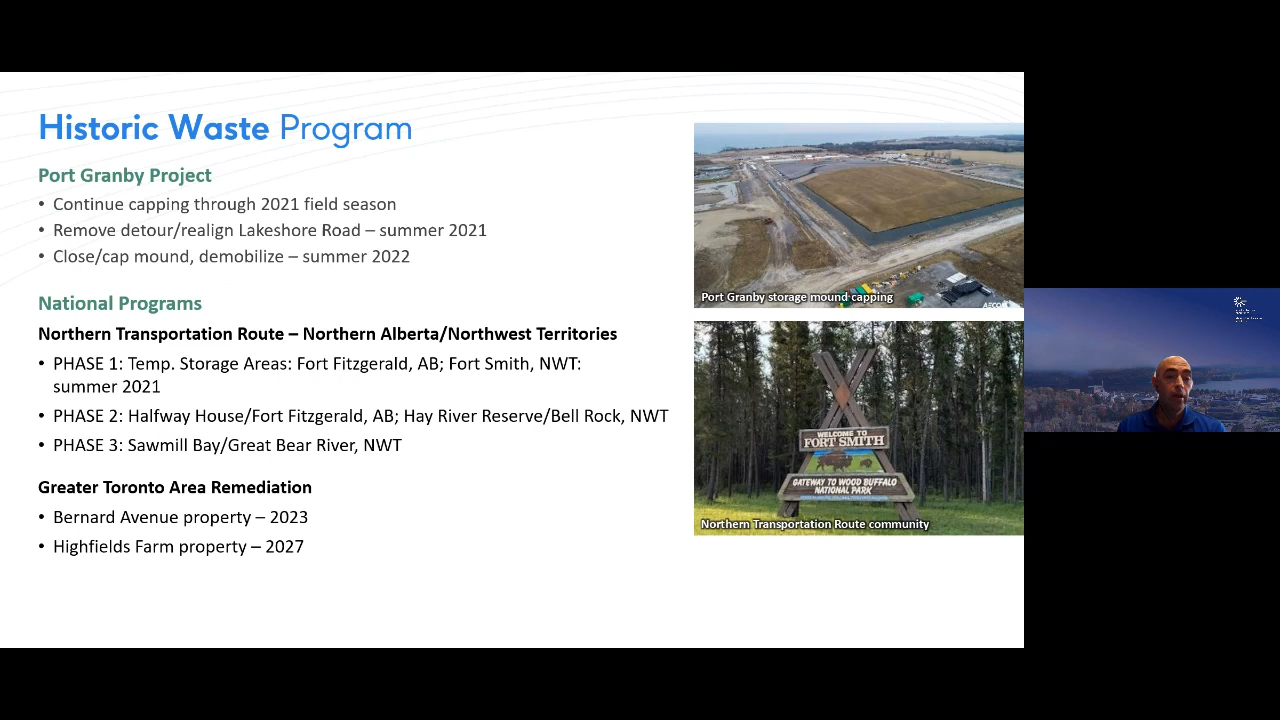 Historic Waste Program
Port Granby Project
• Continue capping through 2021 field season
• Remove detour/realign Lakeshore Road – summer 2021
• Close/cap mound, demobilize – summer 2022
National Programs
Northern Transportation Route – Northern Alberta/Northwest Territories
• PHASE 1: Temp. Storage Areas: Fort Fitzgerald, AB; Fort Smith, NWT:
summer 2021
• PHASE 2: Halfway House/Fort Fitzgerald, AB; Hay River Reserve/Bell Rock, NWT
• PHASE 3: Sawmill Bay/Great Bear River, NWT
Greater Toronto Area Remediation
• Bernard Avenue property – 2023
• Highfields Farm property – 2027
Port Granby storage mound capping
AECOM
WELCOME TO
FORT SMITH
GATEWAY TO WOOD BUFFALO
NATIONAL PARK
Northern Transportation Route community